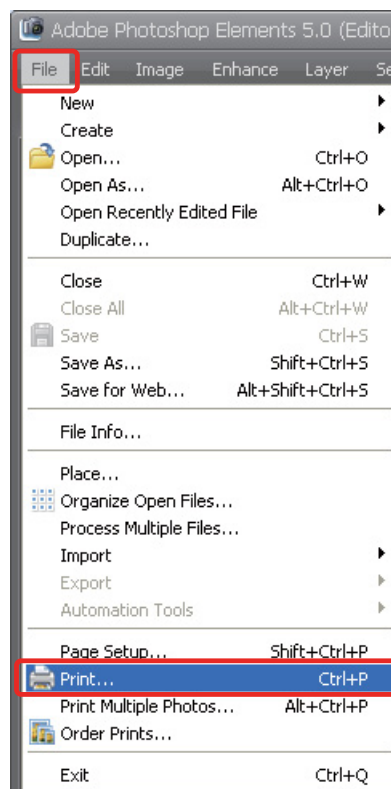 Adobe Photoshop Elements 5.0 (Edito
File Edit Image Enhance Layer Se
New
Create
Open... Ctrl+O
Open As... Alt+Ctrl+O
Open Recently Edited File
Duplicate...
Close Ctrl+W
Close All Alt+Ctrl+W
Save Ctrl+S
Save As... Shift+Ctrl+S
Save for Web... Alt+Shift+Ctrl+S
File Info...
Place...
Organize Open Files...
Process Multiple Files...
Import
Export
Automation Tools
Page Setup... Shift+Ctrl+P
Print... Ctrl+P
Print Multiple Photos... Alt+Ctrl+P
Order Prints...
Exit Ctrl+Q